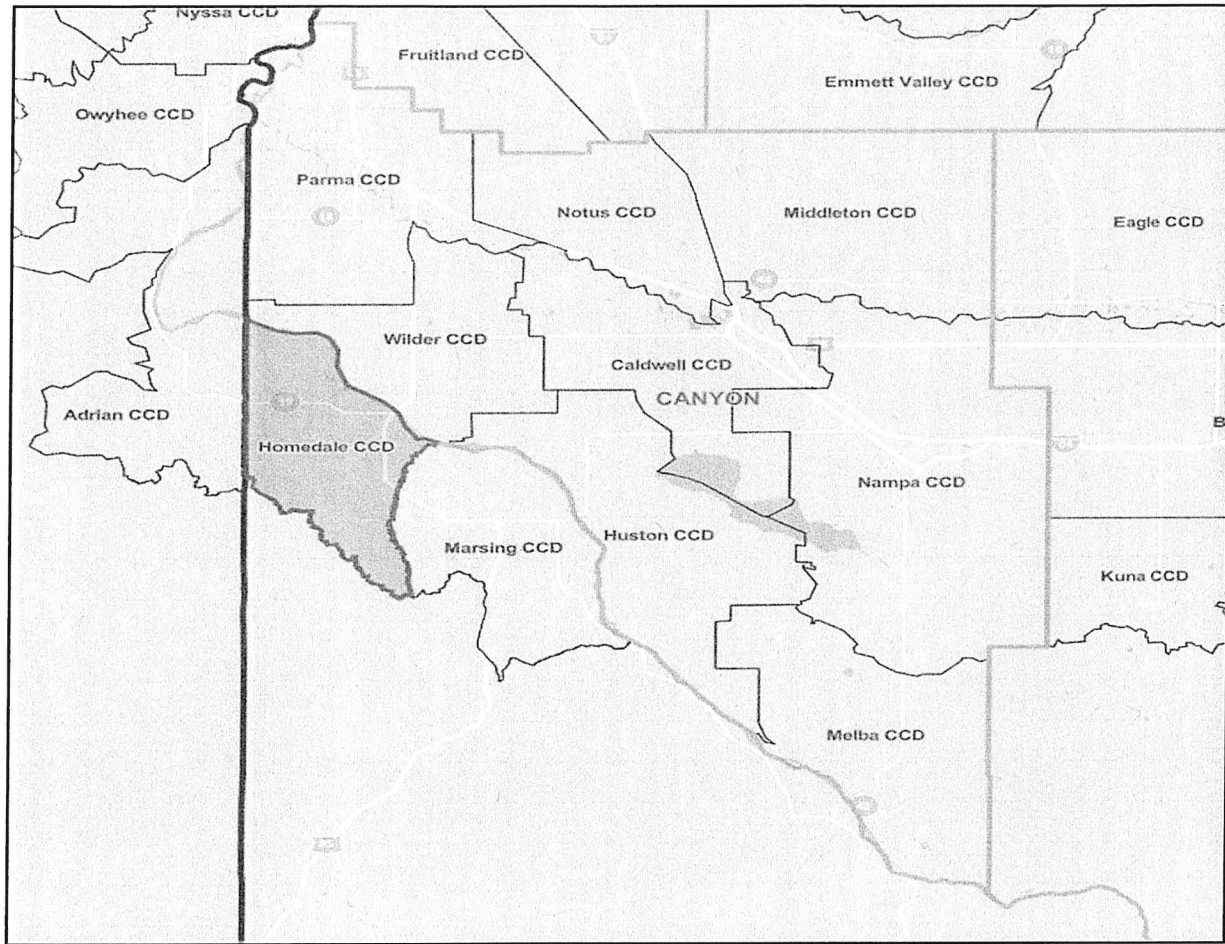 Nyssa CCD
Fruitland CCD
Emmett Valley CCD
Owyhee CCD
Parma CCD
Notus CCD
Middleton CCD
Eagle CCD
Wilder CCD
Caldwell CCD
CANYON
Adrian CCD
Homedale CCD
B
Nampa CCD
Marsing CCD
Huston CCD
Kuna CCD
Melba CCD